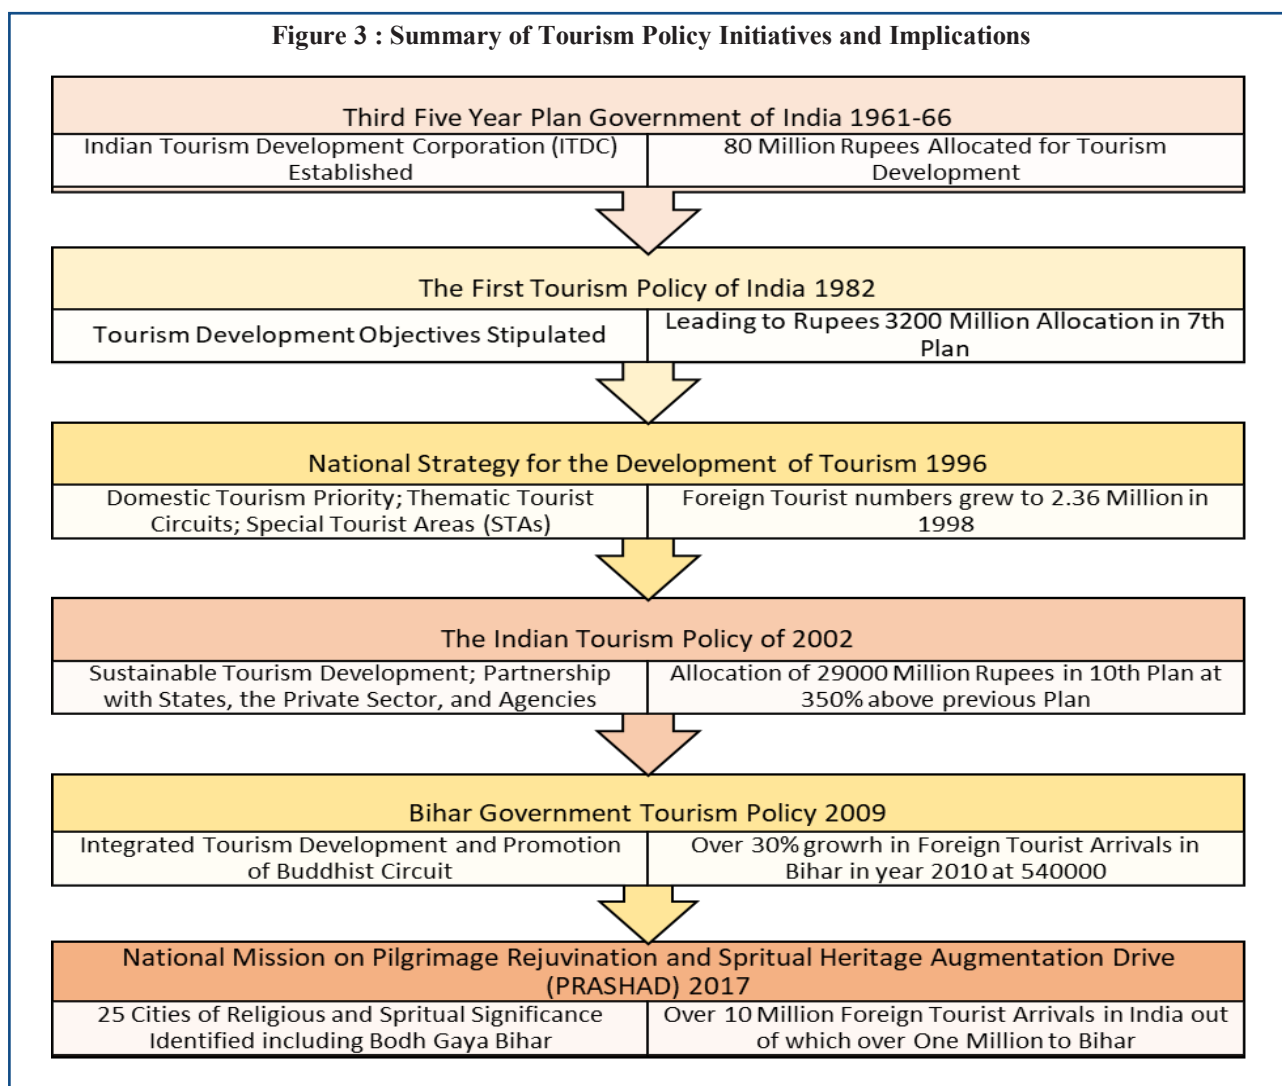 Figure 3 : Summary of Tourism Policy Initiatives and Implications
Third Five Year Plan Government of India 1961-66
Indian Tourism Development Corporation (ITDC)
Established
80 Million Rupees Allocated for Tourism
Development
The First Tourism Policy of India 1982
Tourism Development Objectives Stipulated
Leading to Rupees 3200 Million Allocation in 7th
Plan
National Strategy for the Development of Tourism 1996
Domestic Tourism Priority; Thematic Tourist
Circuits; Special Tourist Areas (STAs)
Foreign Tourist numbers grew to 2.36 Million in
1998
The Indian Tourism Policy of 2002
Sustainable Tourism Development; Partnership
with States, the Private Sector, and Agencies
Allocation of 29000 Million Rupees in 10th Plan at
350% above previous Plan
Bihar Government Tourism Policy 2009
Integrated Tourism Development and Promotion
of Buddhist Circuit
Over 30% growrh in Foreign Tourist Arrivals in
Bihar in year 2010 at 540000
National Mission on Pilgrimage Rejuvination and Spritual Heritage Augmentation Drive
(PRASHAD) 2017
25 Cities of Religious and Spritual Significance
Identified including Bodh Gaya Bihar
Over 10 Million Foreign Tourist Arrivals in India out
of which over One Million to Bihar